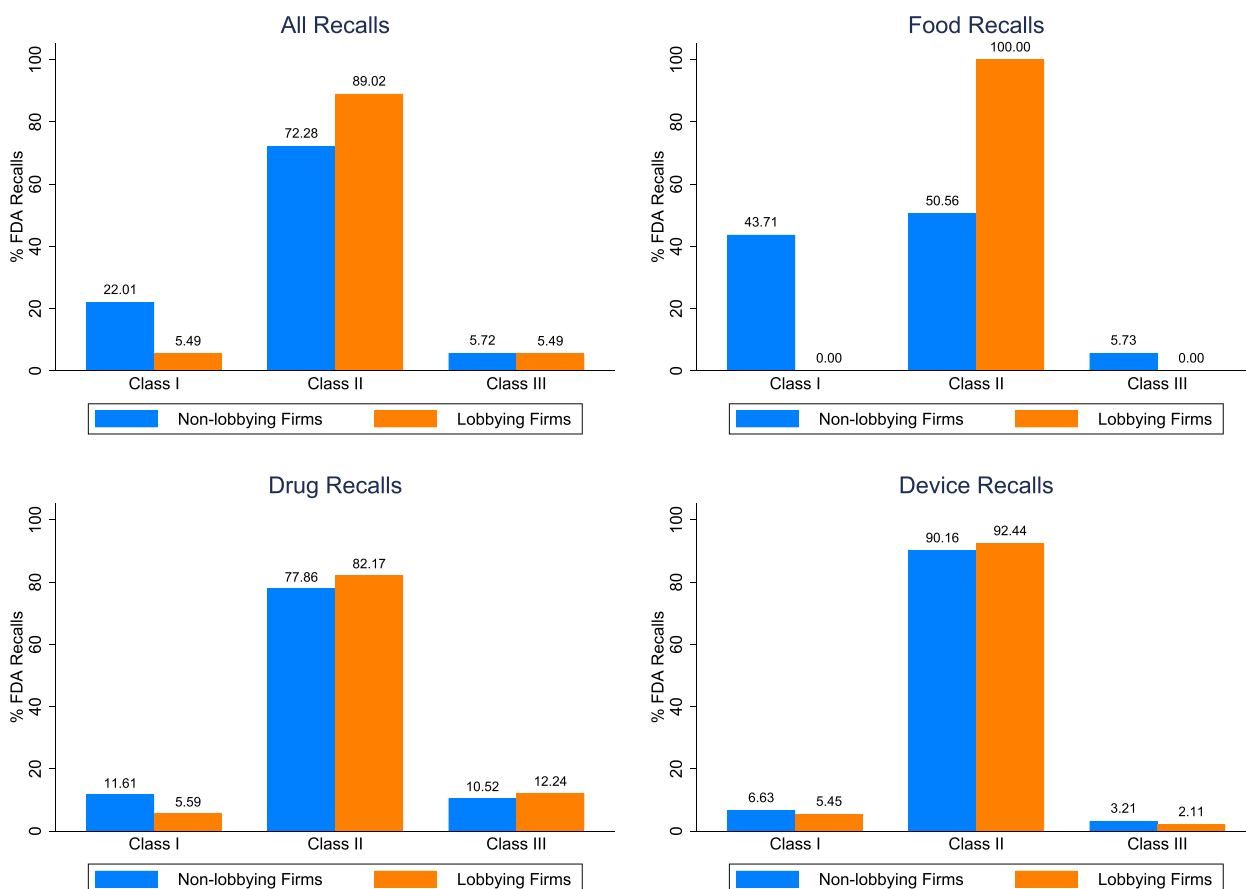 All Recalls
% FDA Recalls
100
80
60
40
20
0
22.01
5.49
72.28
89.02
5.72
5.49
Class I
Class II
Class III
Non-lobbying Firms
Lobbying Firms
Food Recalls
% FDA Recalls
100
80
60
40
20
0
43.71
0.00
50.56
100.00
5.73
0.00
Class I
Class II
Class III
Non-lobbying Firms
Lobbying Firms
Drug Recalls
% FDA Recalls
100
80
60
40
20
0
11.61
5.59
77.86
82.17
10.52
12.24
Class I
Class II
Class III
Non-lobbying Firms
Lobbying Firms
Device Recalls
% FDA Recalls
100
80
60
40
20
0
6.63
5.45
90.16
92.44
3.21
2.11
Class I
Class II
Class III
Non-lobbying Firms
Lobbying Firms